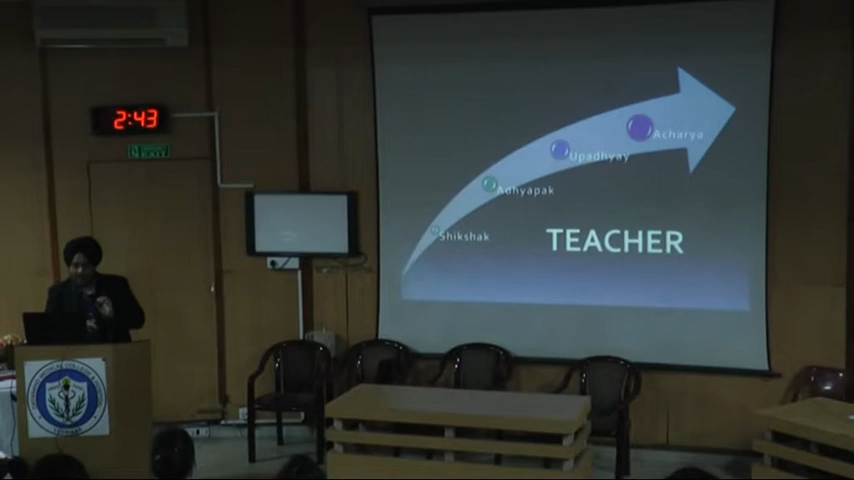 2:43
EXIT
Acharya
Upadhyay
Adhyapak
Shikshak
TEACHER